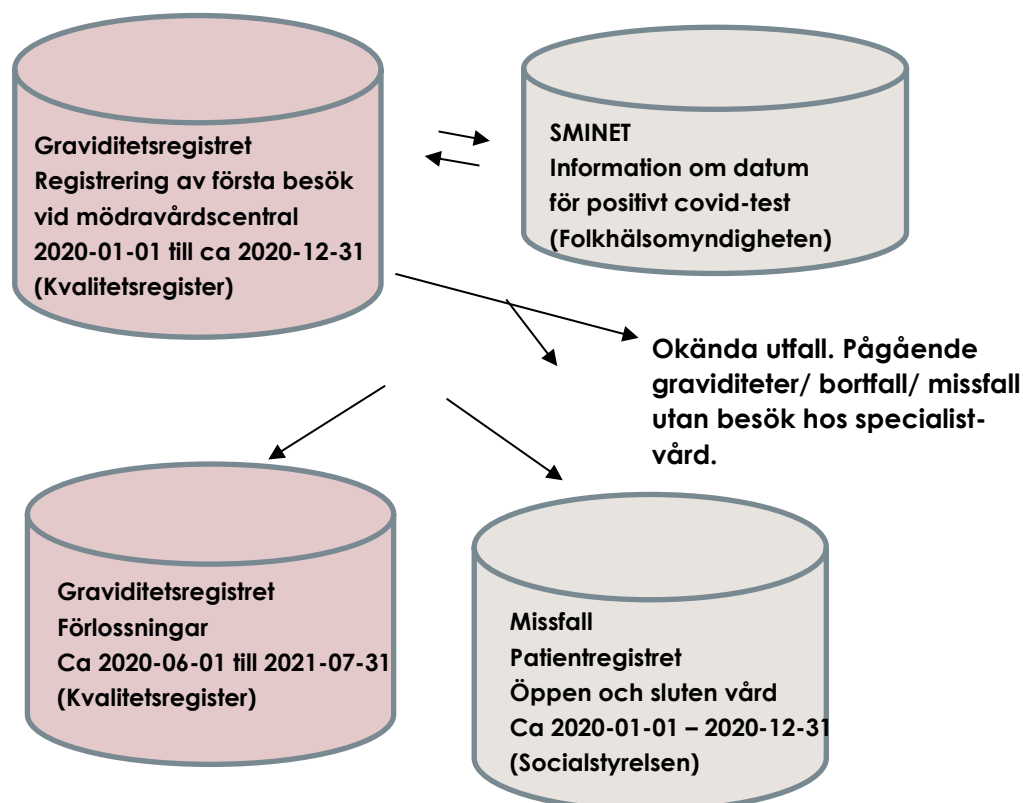 Graviditetsregistret
Registrering av första besök
vid mödravårdscentral
2020-01-01 till ca 2020-12-31
(Kvalitetsregister)
SMINET
Information om datum
för positivt covid-test
(Folkhälsomyndigheten)
Okända utfall. Pågående
graviditeter/ bortfall/ missfall
utan besök hos specialist-
vård.
Graviditetsregistret
Förlossningar
Ca 2020-06-01 till 2021-07-31
(Kvalitetsregister)
Missfall
Patientregistret
Öppen och sluten vård
Ca 2020-01-01 – 2020-12-31
(Socialstyrelsen)